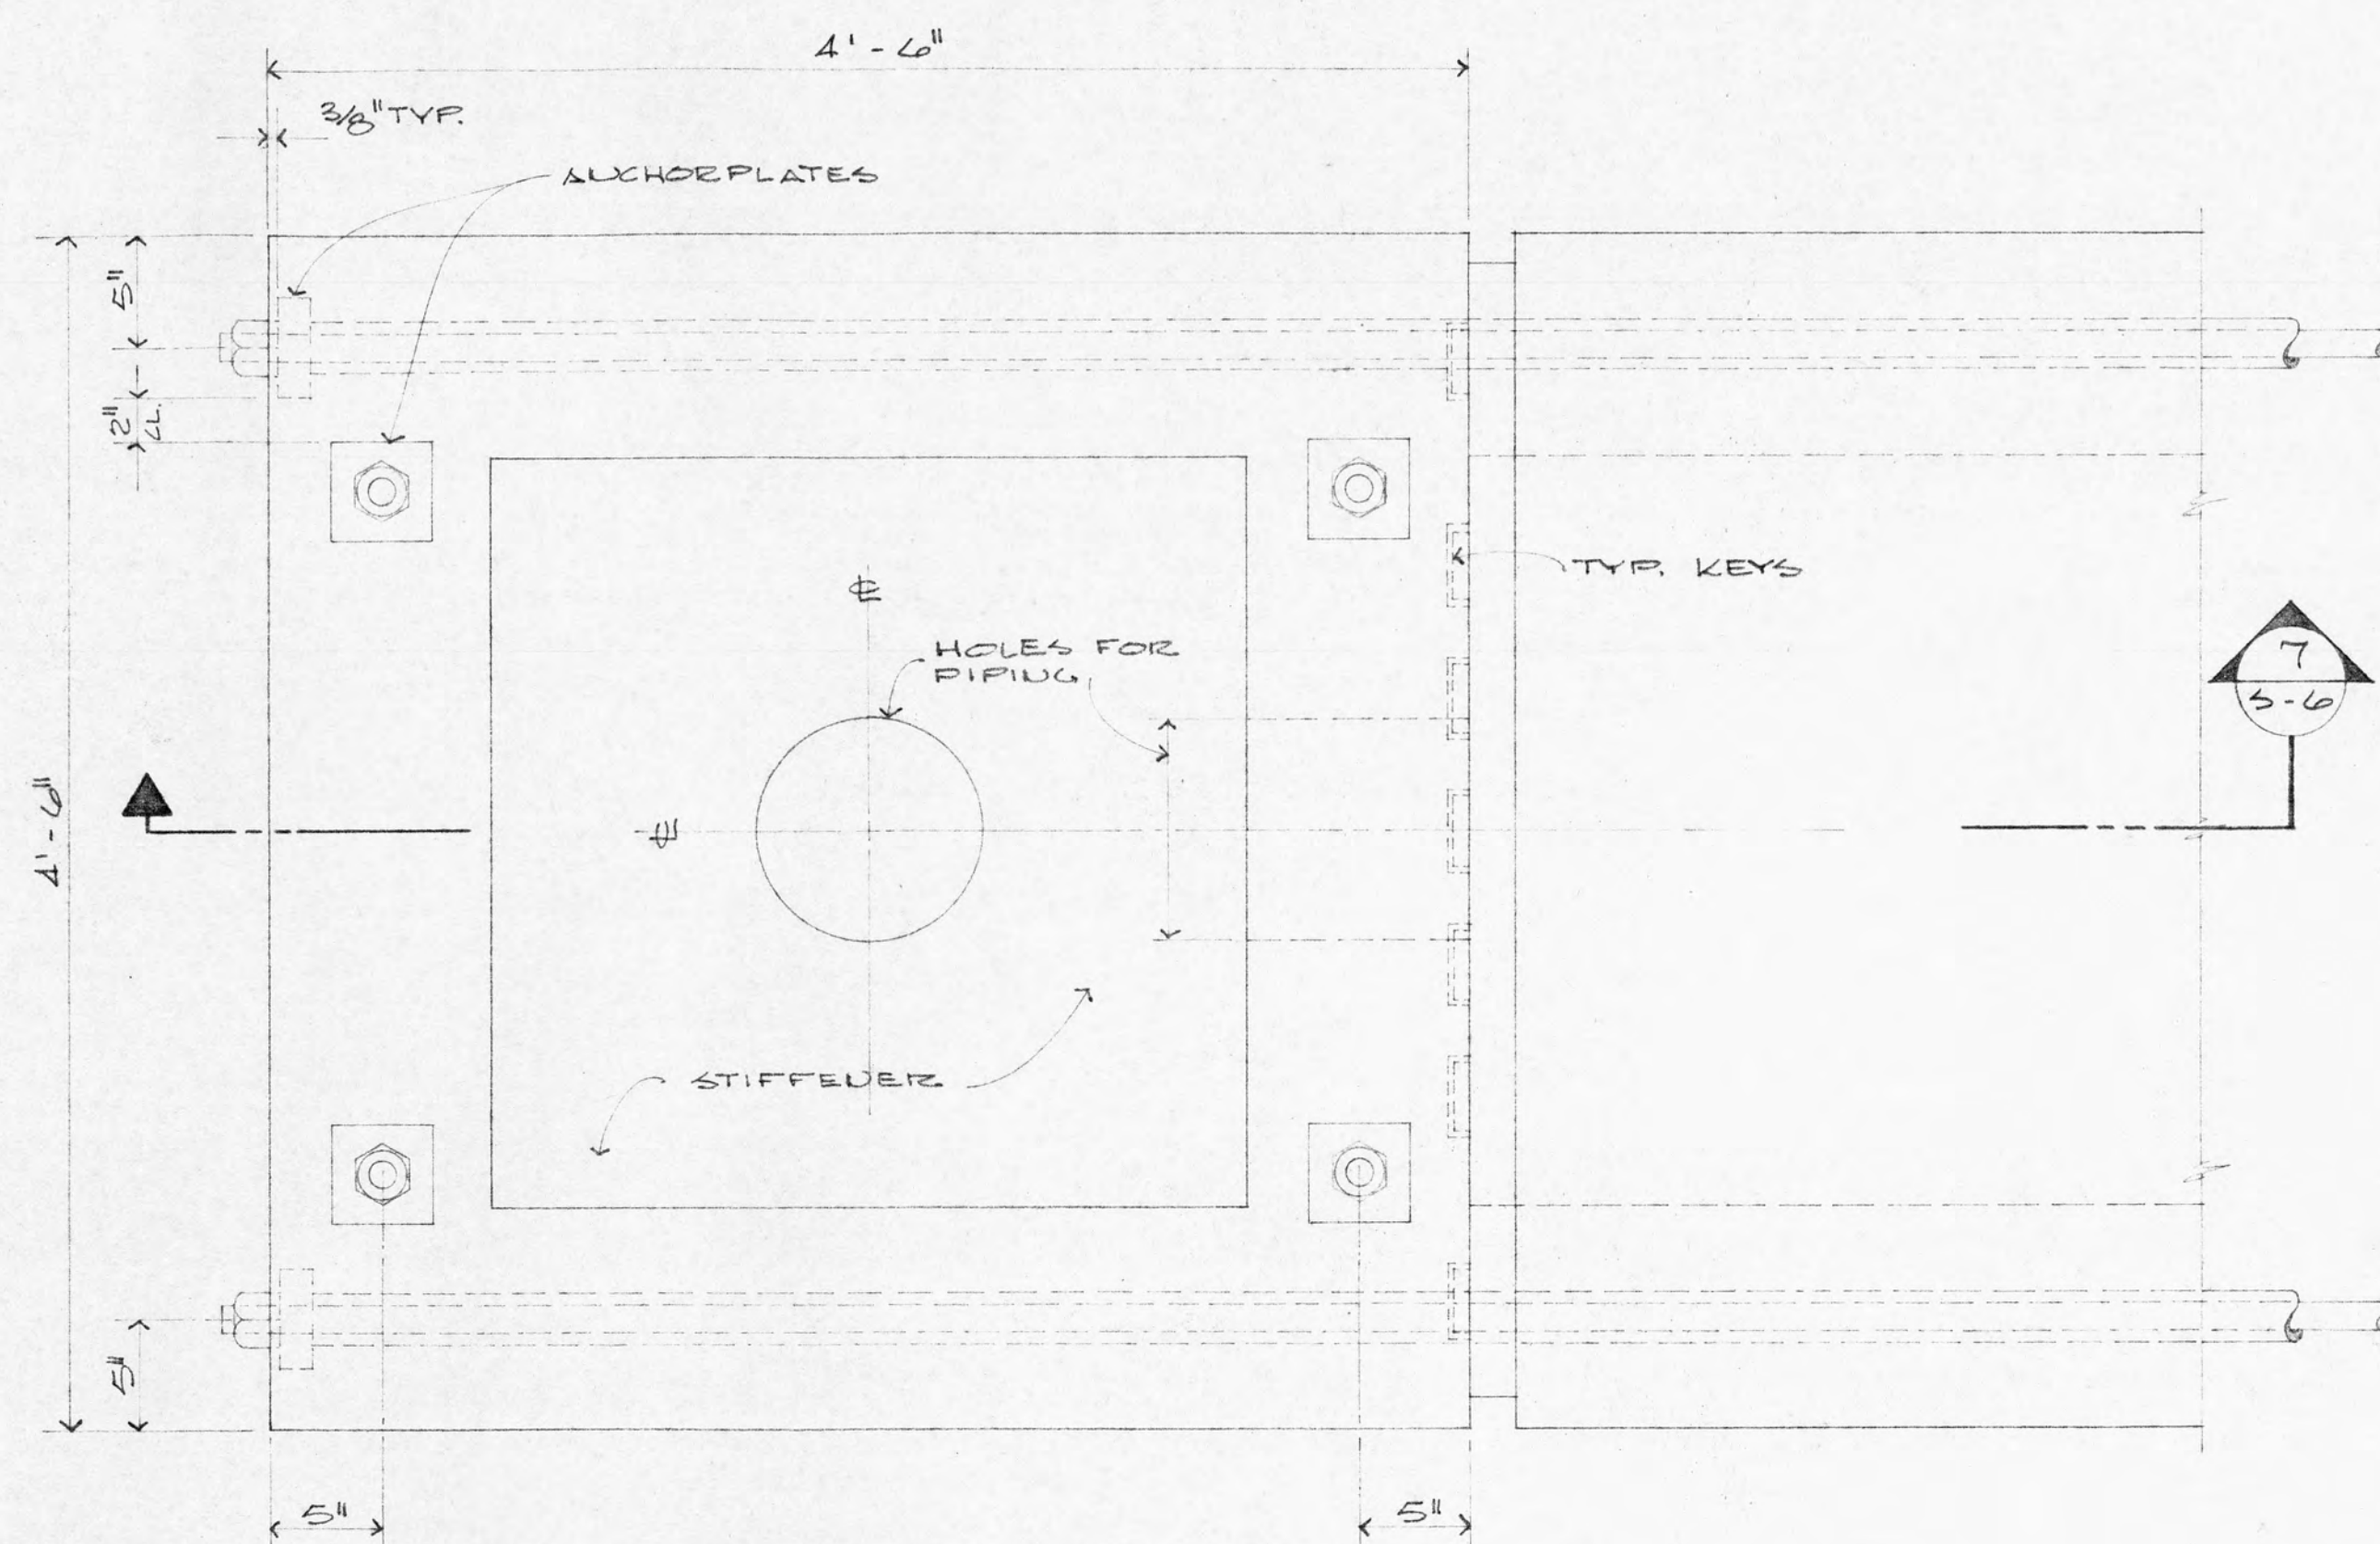 4'-6"
3/8" TYP.
ANCHORPLATES
5"
2"
CL.
TYP. KEYS
℄
HOLES FOR
PIPING
7
S-6
4'-6"
℄
STIFFENER
5"
5"
5"